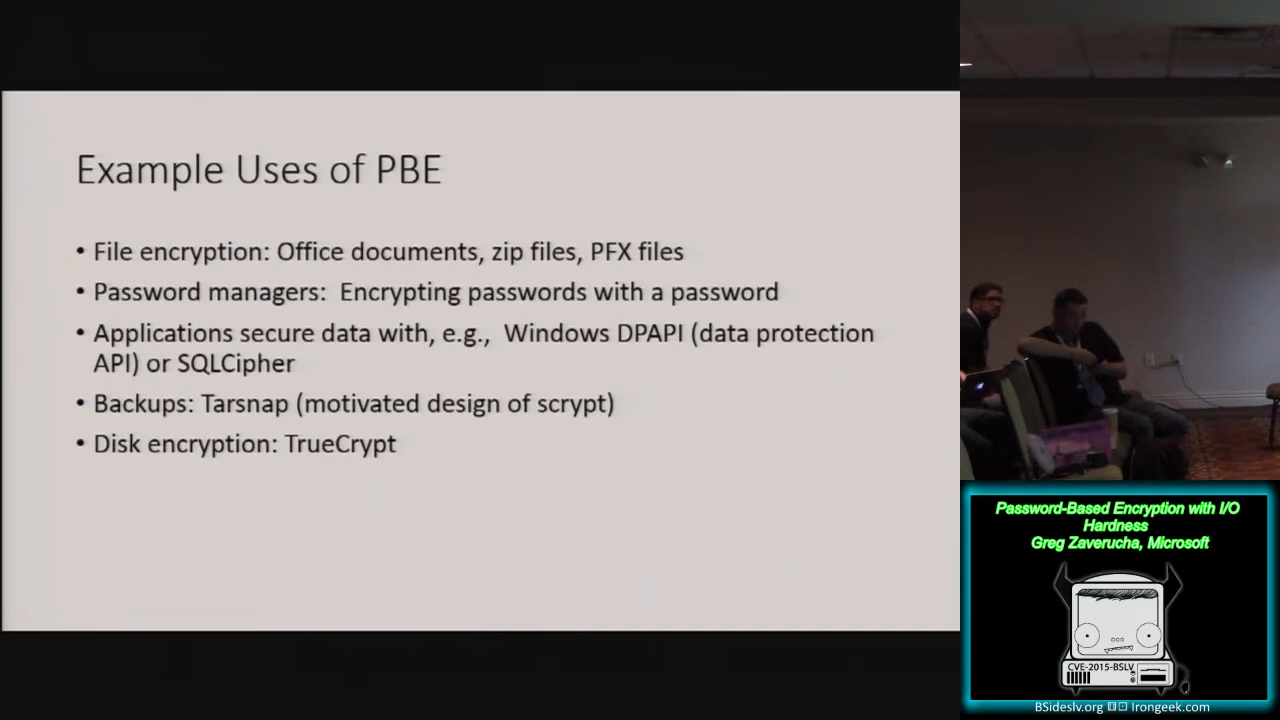 Example Uses of PBE
• File encryption: Office documents, zip files, PFX files
• Password managers: Encrypting passwords with a password
• Applications secure data with, e.g., Windows DPAPI (data protection
API) or SQLCipher
• Backups: Tarsnap (motivated design of scrypt)
• Disk encryption: TrueCrypt
Password-Based Encryption with I/O
Hardness
Greg Zaverucha, Microsoft
CVE-2015-BSLV
BSideslv.org Irongeek.com